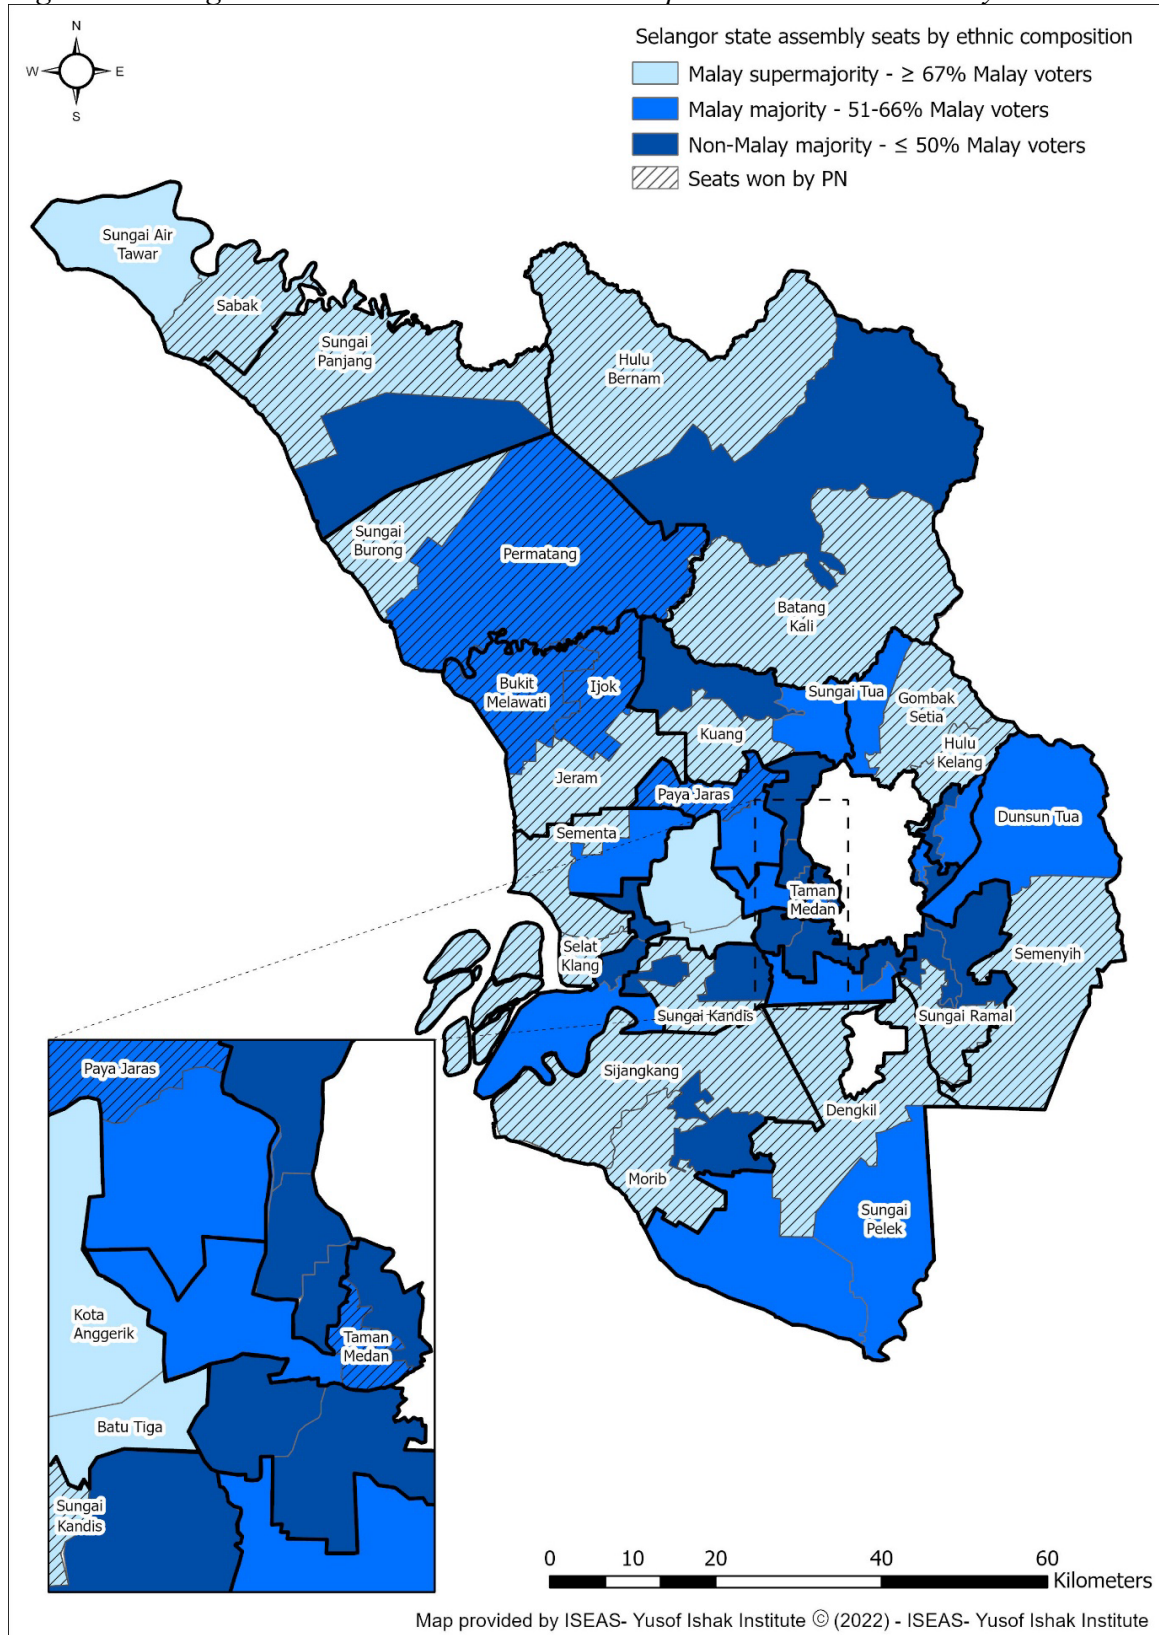 N
W
E
S
Selangor state assembly seats by ethnic composition
Malay supermajority - ≥ 67% Malay voters
Malay majority - 51-66% Malay voters
Non-Malay majority - ≤ 50% Malay voters
Seats won by PN
Sungai Air
Tawar
Sabak
Sungai
Panjang
Hulu
Bernam
Sungai
Burong
Permatang
Batang
Kali
Bukit
Melawati
Ijok
Sungai Tua
Gombak
Setia
Kuang
Hulu
Kelang
Jeram
Paya Jaras
Dunsun Tua
Sementa
Taman
Medan
Selat
Klang
Semenyih
Sungai Kandis
Sungai Ramal
Sijangkang
Dengkil
Morib
Sungai
Pelek
Paya Jaras
Kota
Anggerik
Taman
Medan
Batu Tiga
Sungai
Kandis
0 10 20 40 60
Kilometers
Map provided by ISEAS- Yusof Ishak Institute © (2022) - ISEAS- Yusof Ishak Institute